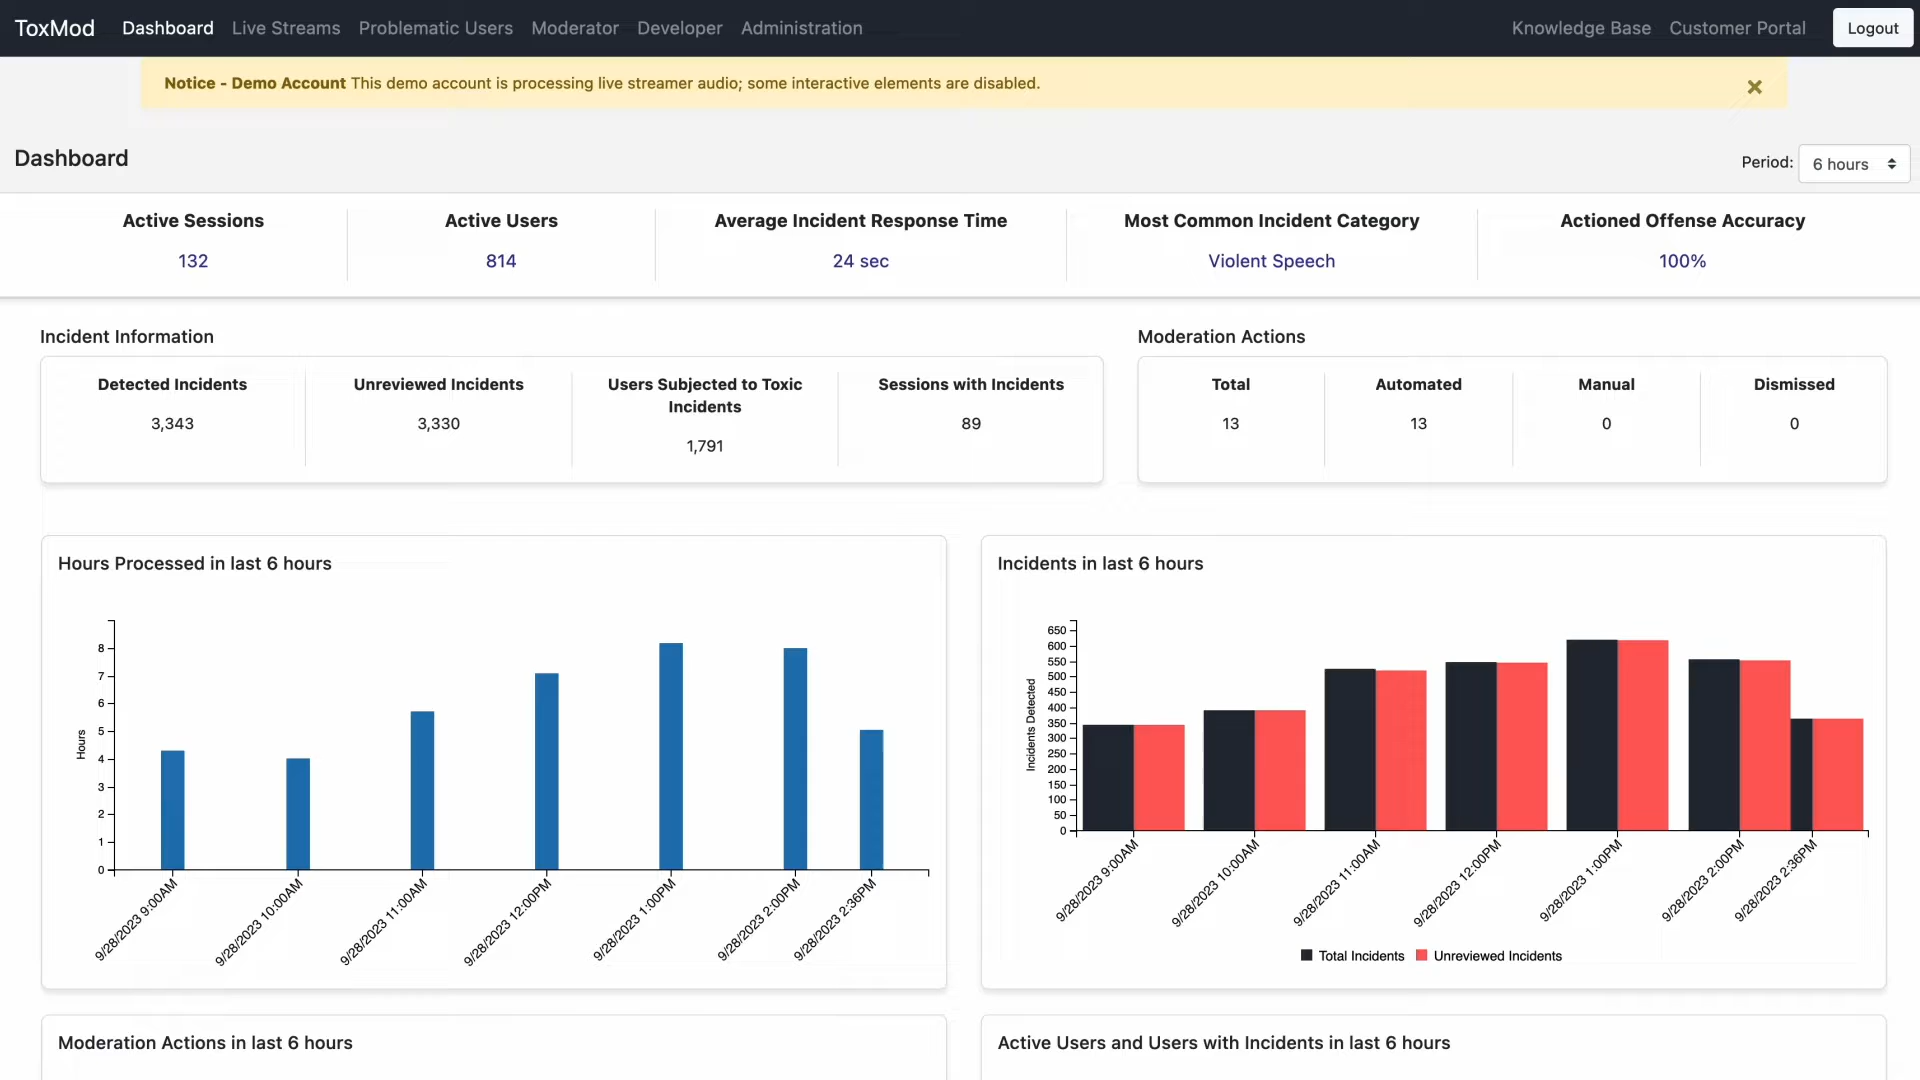 ToxMod Dashboard Live Streams Problematic Users Moderator Developer Administration Knowledge Base Customer Portal Logout
Notice - Demo Account This demo account is processing live streamer audio; some interactive elements are disabled. ×
Dashboard
Period: 6 hours
Active Sessions Active Users Average Incident Response Time Most Common Incident Category Actioned Offense Accuracy
132 814 24 sec Violent Speech 100%
Incident Information
Detected Incidents Unreviewed Incidents Users Subjected to Toxic Incidents Sessions with Incidents
3,343 3,330 1,791 89
Moderation Actions
Total Automated Manual Dismissed
13 13 0 0
Hours Processed in last 6 hours
Hours
8
7
6
5
4
3
2
1
0
9/28/2023 9:00AM
9/28/2023 10:00AM
9/28/2023 11:00AM
9/28/2023 12:00PM
9/28/2023 1:00PM
9/28/2023 2:00PM
9/28/2023 2:36PM
Incidents in last 6 hours
Incidents Detected
650
600
550
500
450
400
350
300
250
200
150
100
50
0
9/28/2023 9:00AM
9/28/2023 10:00AM
9/28/2023 11:00AM
9/28/2023 12:00PM
9/28/2023 1:00PM
9/28/2023 2:00PM
9/28/2023 2:36PM
Total Incidents Unreviewed Incidents
Moderation Actions in last 6 hours
Active Users and Users with Incidents in last 6 hours